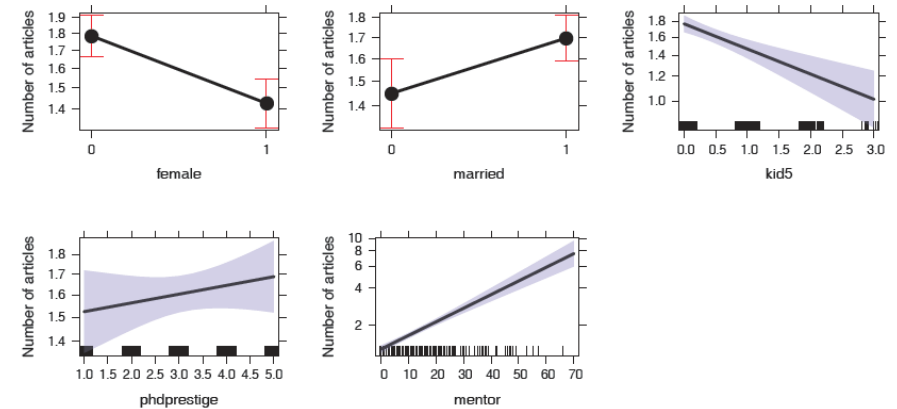 Number of articles
1.9
1.8
1.7
1.6
1.5
1.4
0 1
female
Number of articles
1.8
1.7
1.6
1.5
1.4
0 1
married
Number of articles
1.8
1.6
1.4
1.2
1.0
0.0 0.5 1.0 1.5 2.0 2.5 3.0
kid5
Number of articles
1.8
1.7
1.6
1.5
1.4
1.0 1.5 2.0 2.5 3.0 3.5 4.0 4.5 5.0
phdprestige
Number of articles
10
8
6
4
2
0 10 20 30 40 50 60 70
mentor